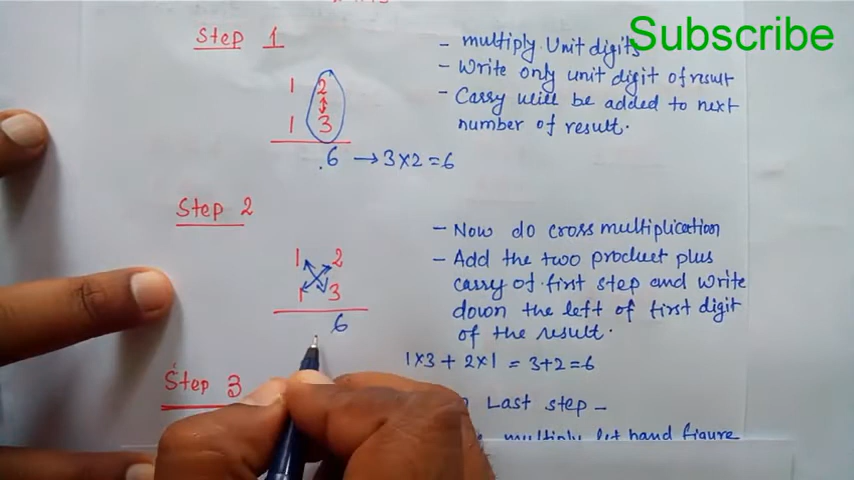 Subscribe
Step 1
- multiply Unit digits
- Write only unit digit of result
- Carry will be added to next
number of result.
1 2
1 3
.6 → 3×2=6
Step 2
- Now do cross multiplication
- Add the two product plus
carry of first step and write
down the left of first digit
of the result.
1 2
1 3
6
1×3 + 2×1 = 3+2=6
Step 3
Last step -
multiply
hand figure